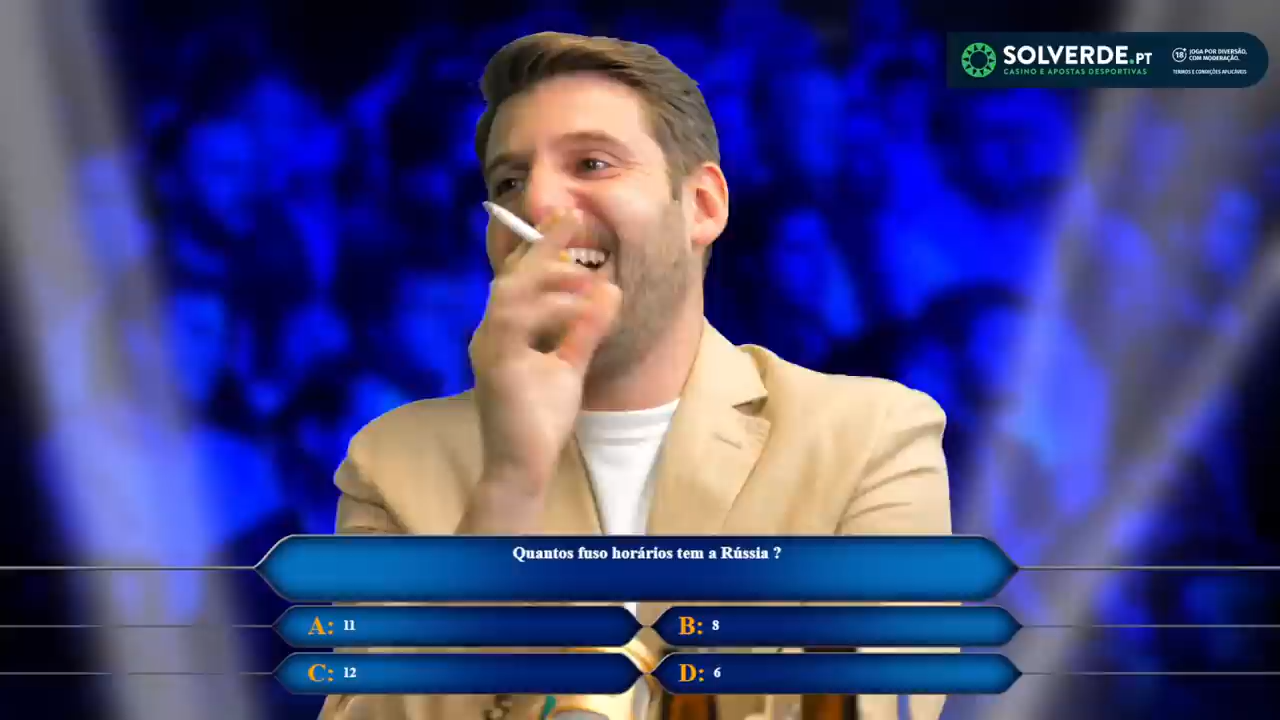 SOLVERDE.PT
CASINO E APOSTAS DESPORTIVAS
18+
JOGA POR DIVERSÃO,
COM MODERAÇÃO.
TERMOS E CONDIÇÕES APLICÁVEIS
Quantos fuso horários tem a Rússia ?
A: 11
B: 8
C: 12
D: 6